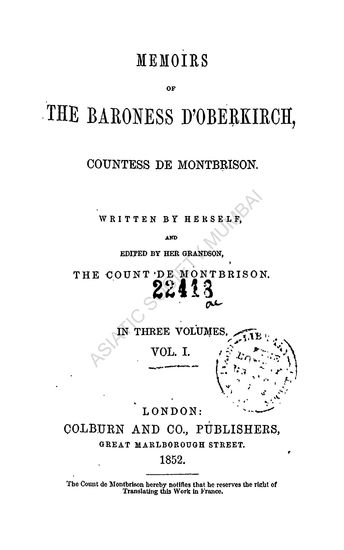 MEMOIRS
OF
THE BARONESS D'OBERKIRCH,
COUNTESS DE MONTBRISON.
WRITTEN BY HERSELF,
AND
EDITED BY HER GRANDSON,
THE COUNT DE MONTBRISON.
22413
IN THREE VOLUMES,
VOL. I.
LONDON:
COLBURN AND CO., PUBLISHERS,
GREAT MARLBOROUGH STREET.
1852.
The Count de Montbrison hereby notifies that he reserves the right of
Translating this Work in France.
ASIATIC SOCIETY MUMBAI